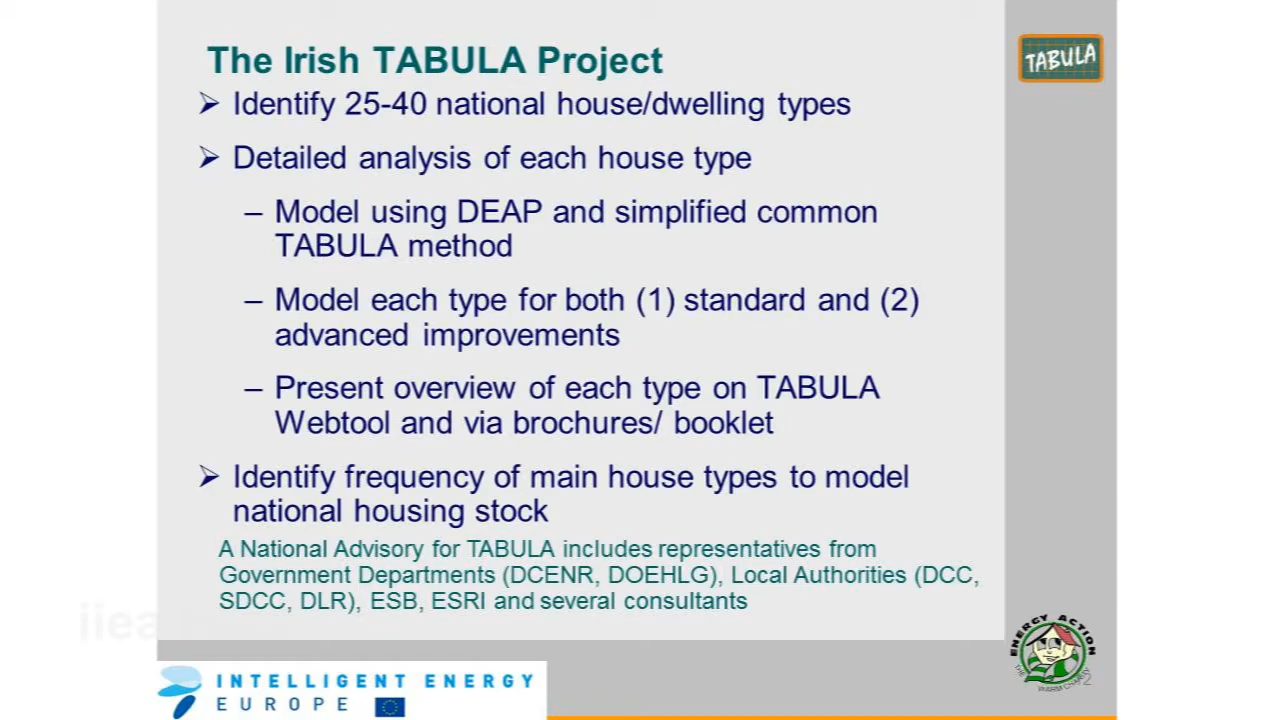 The Irish TABULA Project
TABULA
➢ Identify 25-40 national house/dwelling types
➢ Detailed analysis of each house type
– Model using DEAP and simplified common
TABULA method
– Model each type for both (1) standard and (2)
advanced improvements
– Present overview of each type on TABULA
Webtool and via brochures/ booklet
➢ Identify frequency of main house types to model
national housing stock
A National Advisory for TABULA includes representatives from
Government Departments (DCENR, DOEHLG), Local Authorities (DCC,
SDCC, DLR), ESB, ESRI and several consultants
iiea
ENERGY ACTION
THE WARM CHARITY
INTELLIGENT ENERGY
EUROPE